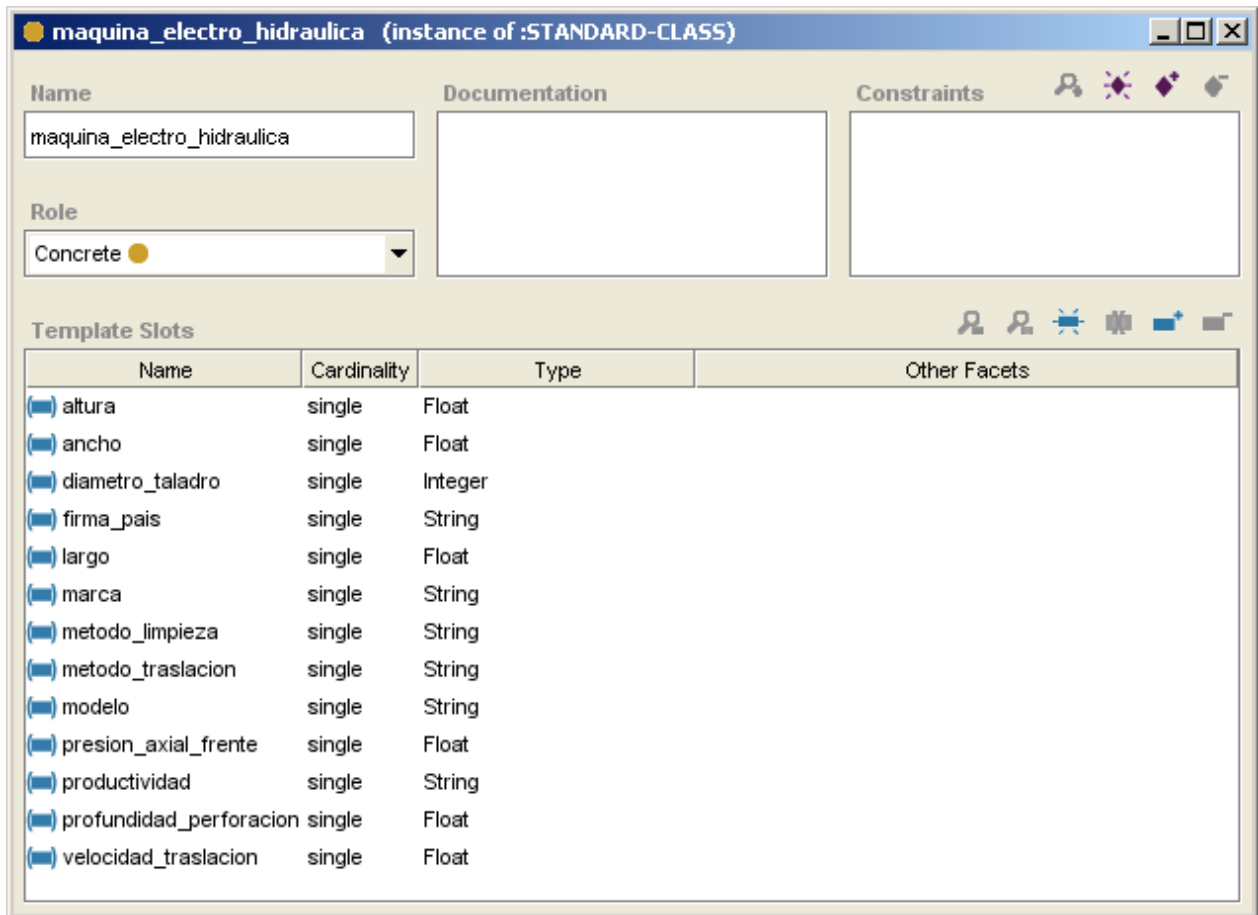 maquina_electro_hidraulica (instance of :STANDARD-CLASS)
Name Documentation Constraints
maquina_electro_hidraulica
Role
Concrete
Template Slots
Name Cardinality Type Other Facets
altura single Float
ancho single Float
diametro_taladro single Integer
firma_pais single String
largo single Float
marca single String
metodo_limpieza single String
metodo_traslacion single String
modelo single String
presion_axial_frente single Float
productividad single String
profundidad_perforacion single Float
velocidad_traslacion single Float